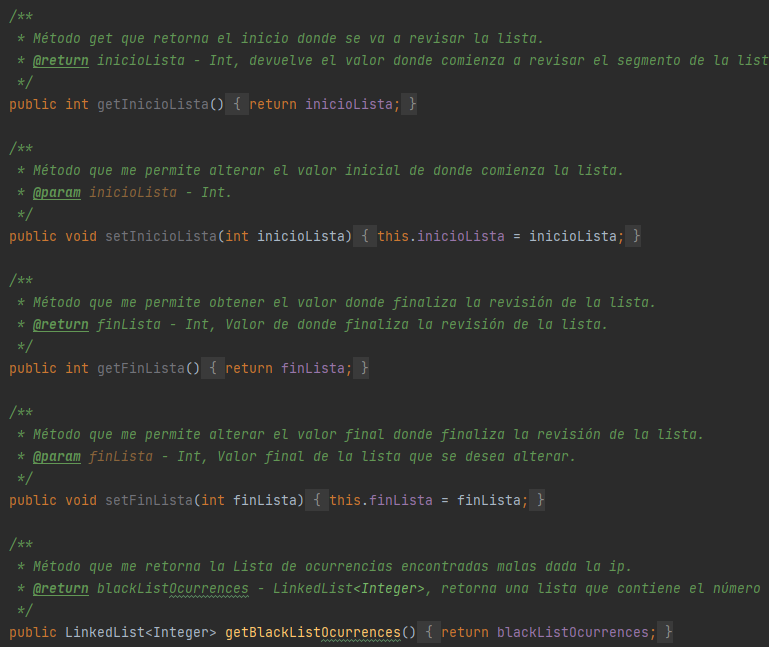 /**
 * Método get que retorna el inicio donde se va a revisar la lista.
 * @return inicioLista - Int, devuelve el valor donde comienza a revisar el segmento de la list
 */
public int getInicioLista() { return inicioLista; }
/**
 * Método que me permite alterar el valor inicial de donde comienza la lista.
 * @param inicioLista - Int.
 */
public void setInicioLista(int inicioLista) { this.inicioLista = inicioLista; }
/**
 * Método que me permite obtener el valor donde finaliza la revisión de la lista.
 * @return finLista - Int, Valor de donde finaliza la revisión de la lista.
 */
public int getFinLista() { return finLista; }
/**
 * Método que me permite alterar el valor final donde finaliza la revisión de la lista.
 * @param finLista - Int, Valor final de la lista que se desea alterar.
 */
public void setFinLista(int finLista) { this.finLista = finLista; }
/**
 * Método que me retorna la Lista de ocurrencias encontradas malas dada la ip.
 * @return blackListOcurrences - LinkedList<Integer>, retorna una lista que contiene el número
 */
public LinkedList<Integer> getBlackListOcurrences() { return blackListOcurrences; }